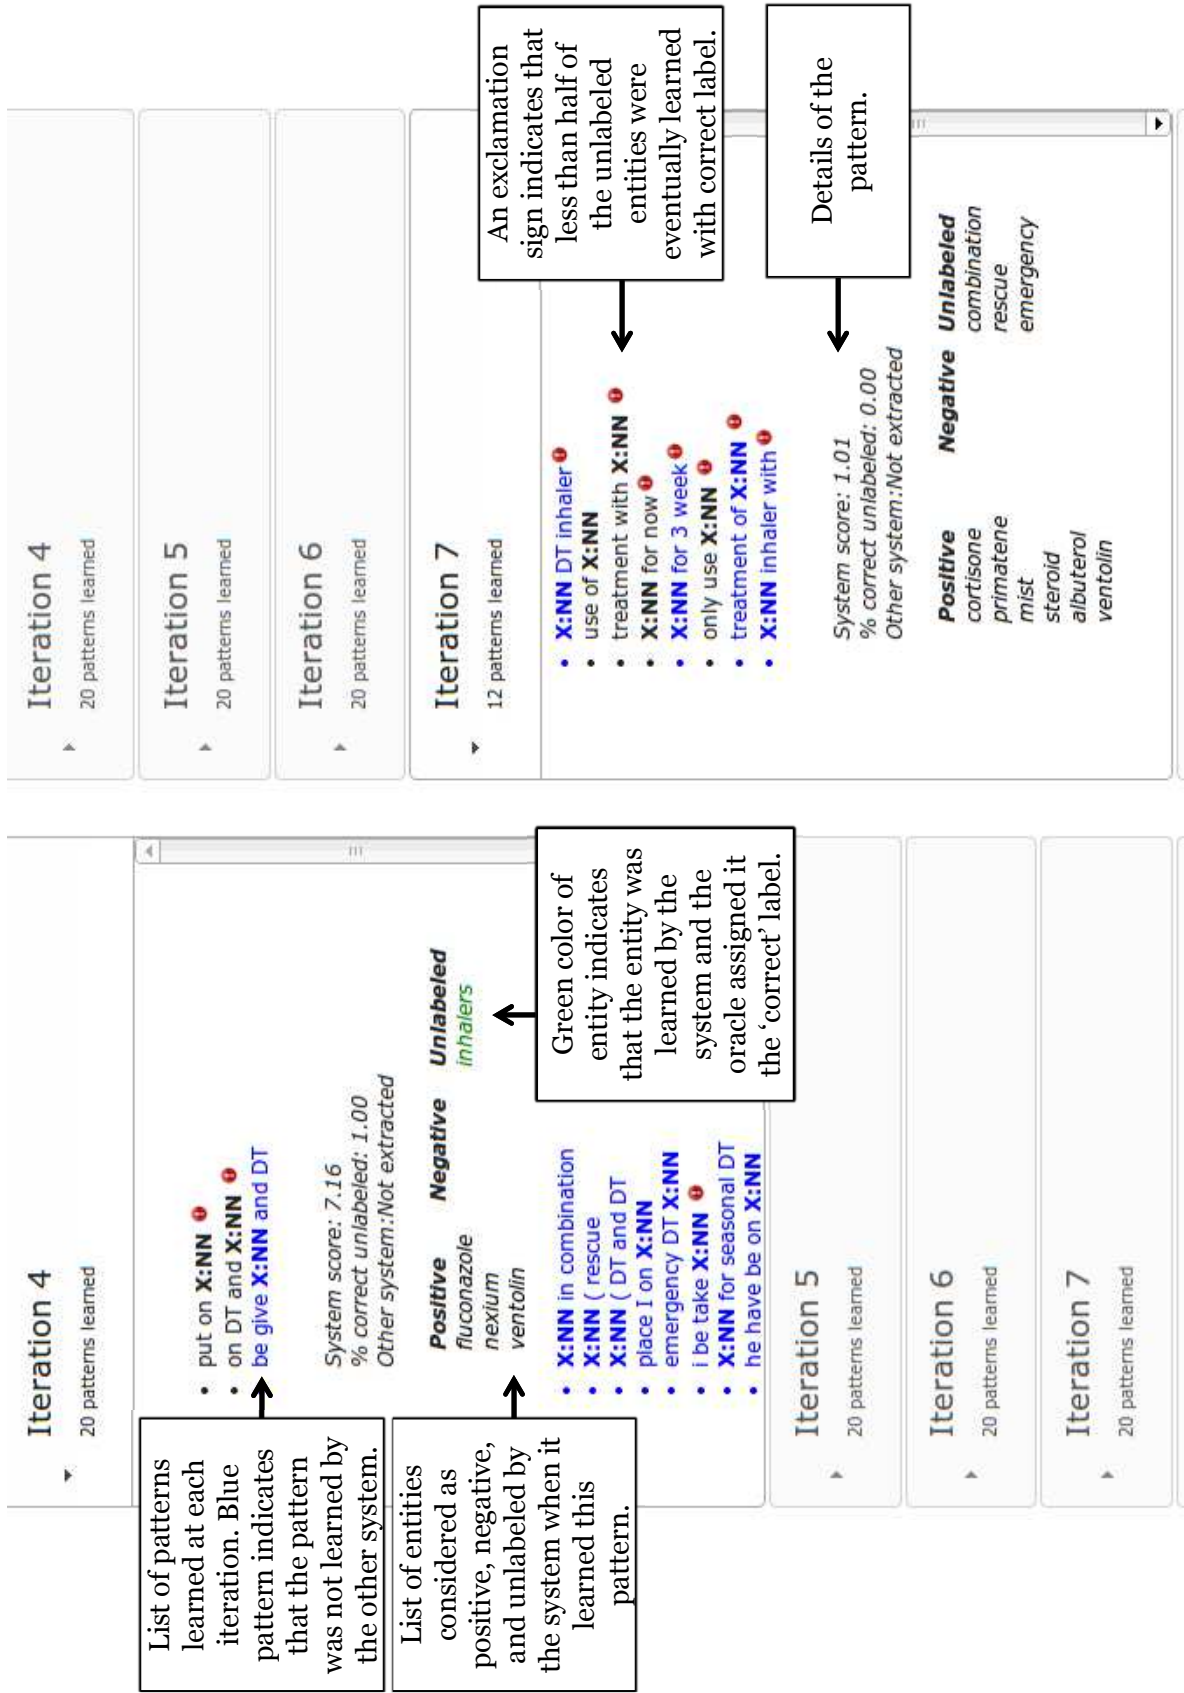 Iteration 4
20 patterns learned
List of patterns
learned at each
iteration. Blue
pattern indicates
that the pattern
was not learned by
the other system.
• put on X:NN
• on DT and X:NN
be give X:NN and DT
System score: 7.16
% correct unlabeled: 1.00
Other system:Not extracted
List of entities
considered as
positive, negative,
and unlabeled by
the system when it
learned this
pattern.
Positive Negative Unlabeled
fluconazole inhalers
nexium
ventolin
Green color of
entity indicates
that the entity was
learned by the
system and the
oracle assigned it
the ‘correct’ label.
• X:NN in combination
• X:NN ( rescue
• X:NN ( DT and DT
• place I on X:NN
• emergency DT X:NN
• i be take X:NN
• X:NN for seasonal DT
• he have be on X:NN
Iteration 5
20 patterns learned
Iteration 6
20 patterns learned
Iteration 7
20 patterns learned
Iteration 4
20 patterns learned
Iteration 5
20 patterns learned
Iteration 6
20 patterns learned
Iteration 7
12 patterns learned
• X:NN DT inhaler
• use of X:NN
• treatment with X:NN
• X:NN for now
• X:NN for 3 week
• only use X:NN
• treatment of X:NN
• X:NN inhaler with
An exclamation
sign indicates that
less than half of
the unlabeled
entities were
eventually learned
with correct label.
Details of the
pattern.
System score: 1.01
% correct unlabeled: 0.00
Other system:Not extracted
Positive Negative Unlabeled
cortisone combination
primatene rescue
mist emergency
steroid
albuterol
ventolin